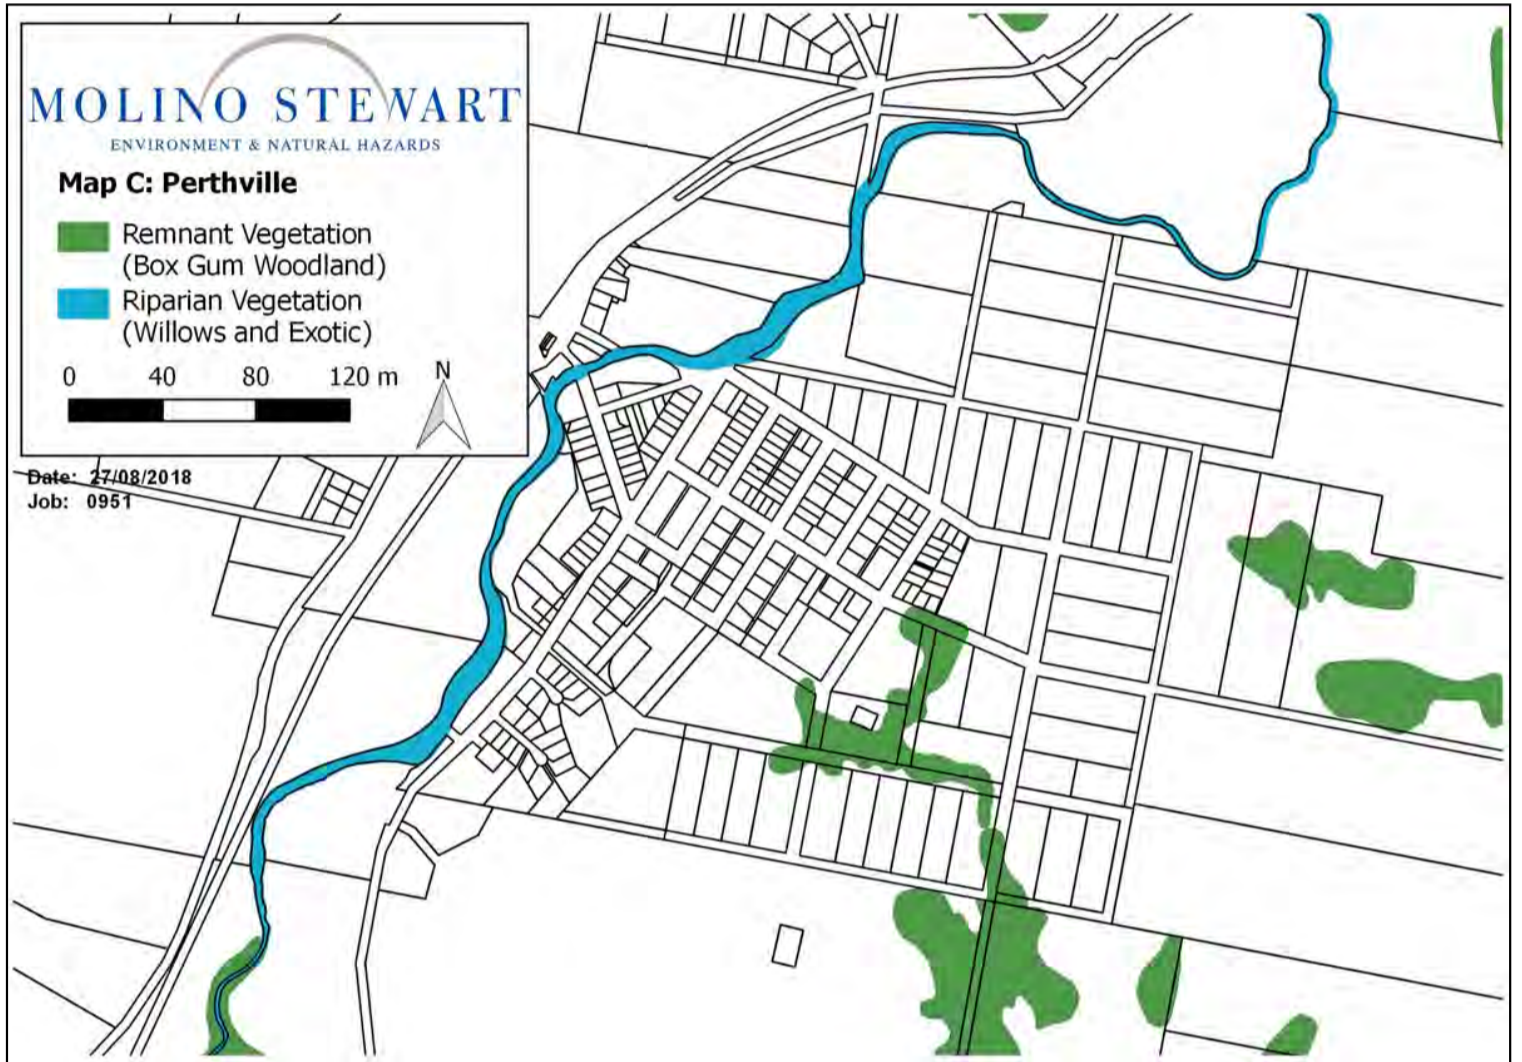 MOLINO STEWART
ENVIRONMENT & NATURAL HAZARDS
Map C: Perthville
Remnant Vegetation
(Box Gum Woodland)
Riparian Vegetation
(Willows and Exotic)
0 40 80 120 m N
Date: 27/08/2018
Job: 0951